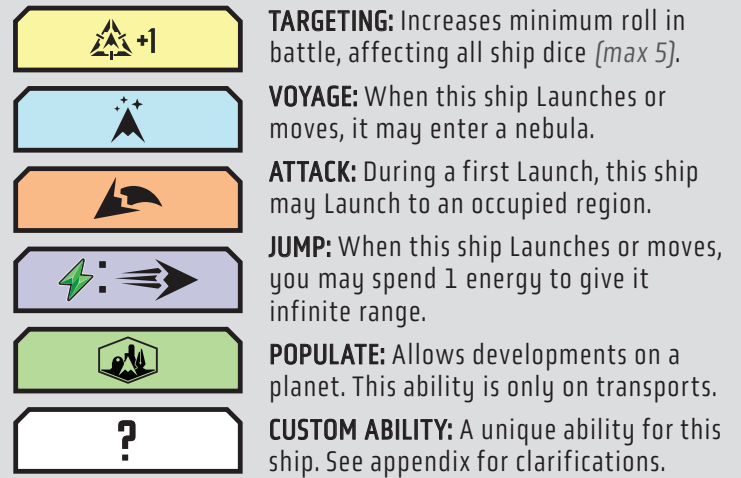 +1
TARGETING: Increases minimum roll in
battle, affecting all ship dice (max 5).
VOYAGE: When this ship Launches or
moves, it may enter a nebula.
ATTACK: During a first Launch, this ship
may Launch to an occupied region.
:
JUMP: When this ship Launches or moves,
you may spend 1 energy to give it
infinite range.
POPULATE: Allows developments on a
planet. This ability is only on transports.
?
CUSTOM ABILITY: A unique ability for this
ship. See appendix for clarifications.